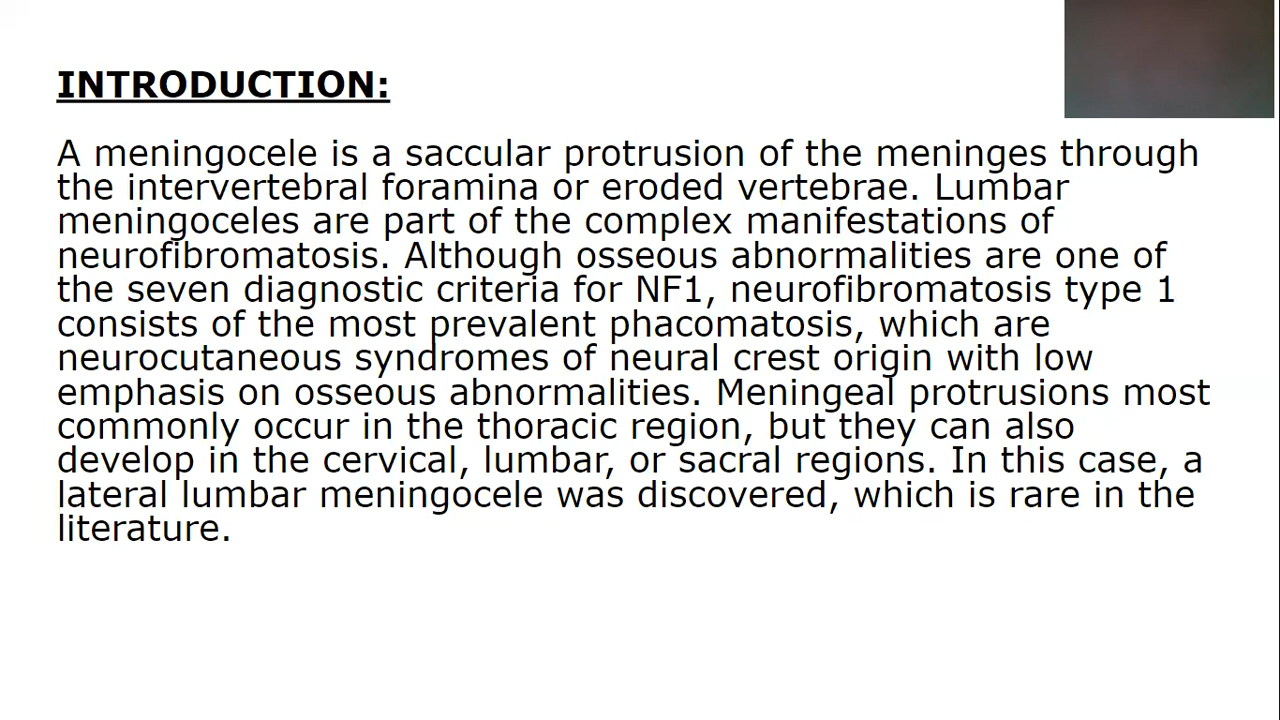 INTRODUCTION:
A meningocele is a saccular protrusion of the meninges through
the intervertebral foramina or eroded vertebrae. Lumbar
meningoceles are part of the complex manifestations of
neurofibromatosis. Although osseous abnormalities are one of
the seven diagnostic criteria for NF1, neurofibromatosis type 1
consists of the most prevalent phacomatosis, which are
neurocutaneous syndromes of neural crest origin with low
emphasis on osseous abnormalities. Meningeal protrusions most
commonly occur in the thoracic region, but they can also
develop in the cervical, lumbar, or sacral regions. In this case, a
lateral lumbar meningocele was discovered, which is rare in the
literature.